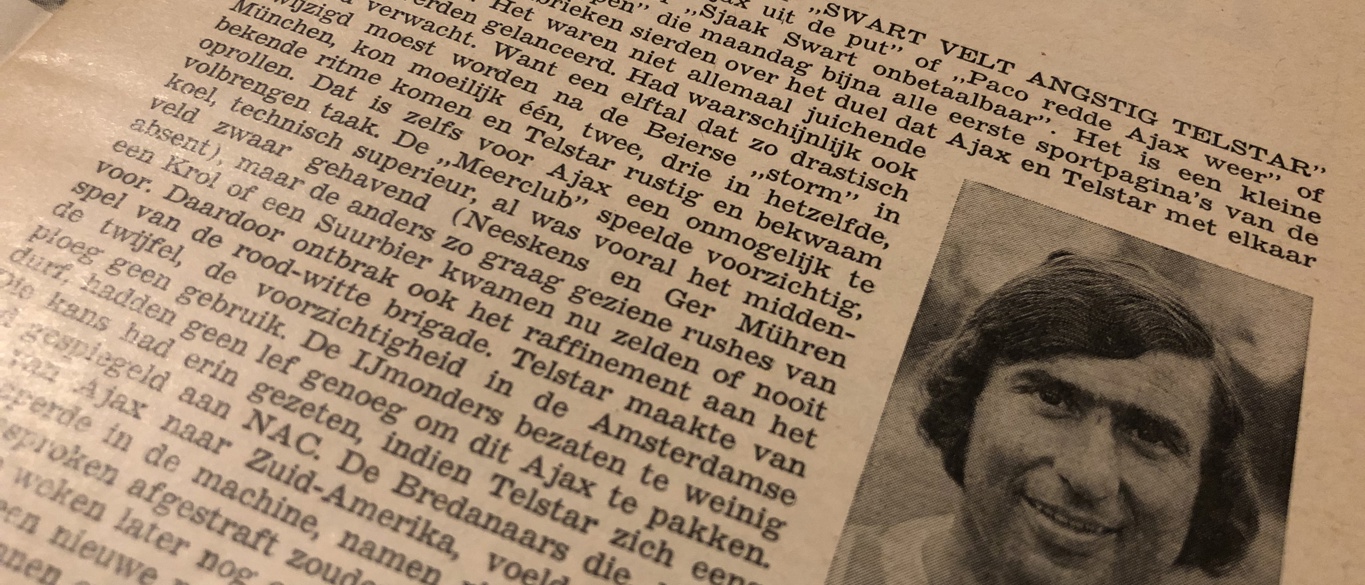 „SWART VELT ANGSTIG TELSTAR”
uit de put” of „Paco redde Ajax weer” of
„Sjaak Swart onbetaalbaar”. Het is een kleine
die maandag bijna alle eerste sportpagina's van de
sierden over het duel dat Ajax en Telstar met elkaar
Het waren niet allemaal juichende
gelanceerd. Had waarschijnlijk ook
verwacht. Want een elftal dat zo drastisch
moest worden na de Beierse „storm” in
München, kon moeilijk één, twee, drie in hetzelfde,
bekende ritme komen en Telstar rustig en bekwaam
oprollen. Dat is zelfs voor Ajax een onmogelijk te
volbrengen taak. De „Meerclub” speelde voorzichtig,
koel, technisch superieur, al was vooral het midden-
veld zwaar gehavend (Neeskens en Ger Mühren
absent), maar de anders zo graag geziene rushes van
een Krol of een Suurbier kwamen nu zelden of nooit
voor. Daardoor ontbrak ook het raffinement aan het
spel van de rood-witte brigade. Telstar maakte van
de twijfel, de voorzichtigheid in de Amsterdamse
ploeg geen gebruik. De IJmonders bezaten te weinig
durf, hadden geen lef genoeg om dit Ajax te pakken.
Die kans had erin gezeten, indien Telstar zich eens
gespiegeld aan NAC. De Bredanaars die
van Ajax naar Zuid-Amerika,
in de machine, namen
afgestraft
weken later nog
een nieuwe